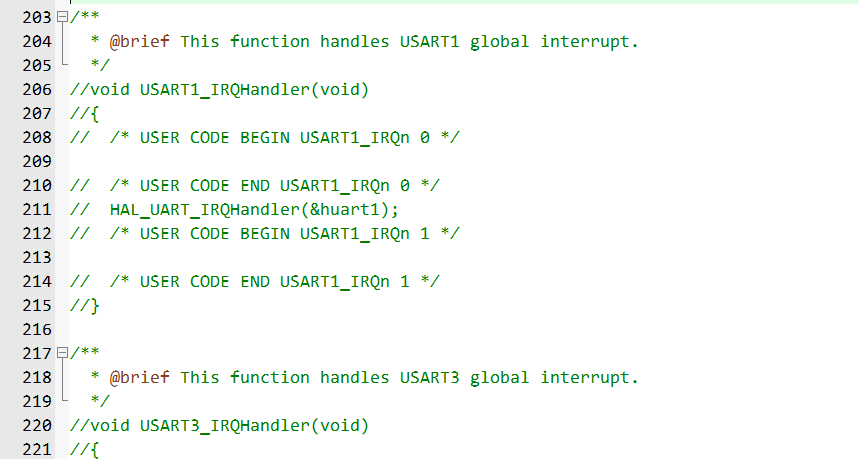 203 /**
204   * @brief This function handles USART1 global interrupt.
205   */
206 //void USART1_IRQHandler(void)
207 //{
208 //  /* USER CODE BEGIN USART1_IRQn 0 */
209
210 //  /* USER CODE END USART1_IRQn 0 */
211 //  HAL_UART_IRQHandler(&huart1);
212 //  /* USER CODE BEGIN USART1_IRQn 1 */
213
214 //  /* USER CODE END USART1_IRQn 1 */
215 //}
216
217 /**
218   * @brief This function handles USART3 global interrupt.
219   */
220 //void USART3_IRQHandler(void)
221 //{